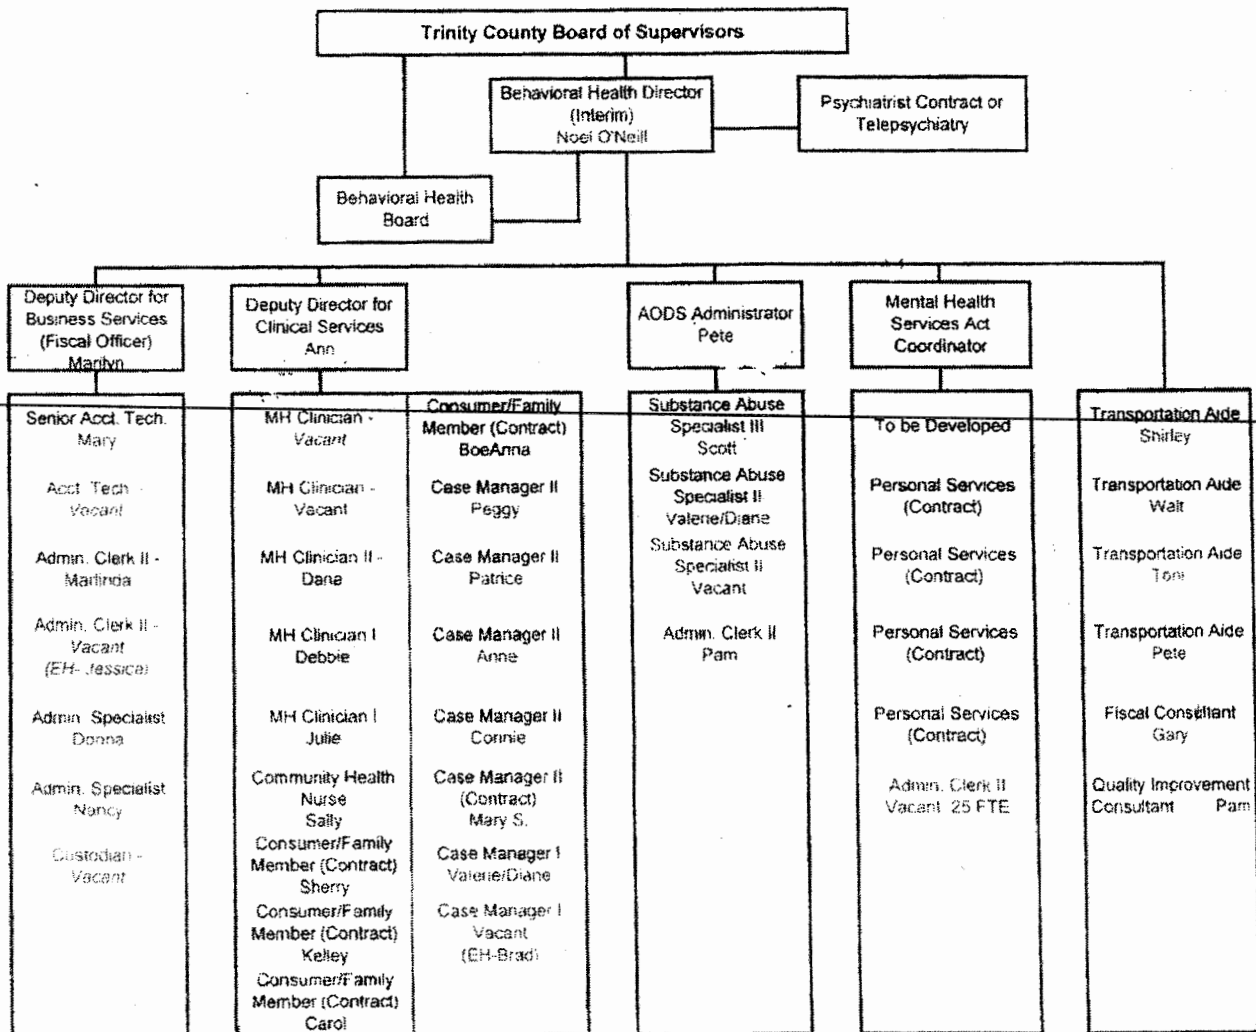 Trinity County Board of Supervisors
Behavioral Health Director
(Interim)
Noel O'Neill
Psychiatrist Contract or
Telepsychiatry
Behavioral Health
Board
Deputy Director for
Business Services
(Fiscal Officer)
Marilyn
Deputy Director for
Clinical Services
Ann
AODS Administrator
Pete
Mental Health
Services Act
Coordinator
Senior Acct. Tech.
Mary
Acct. Tech -
Vacant
Admin. Clerk II -
Marlinda
Admin. Clerk II -
Vacant
(EH- Jessica)
Admin. Specialist
Donna
Admin. Specialist
Nancy
Custodian -
Vacant
MH Clinician -
Vacant
MH Clinician -
Vacant
MH Clinician II -
Dana
MH Clinician I
Debbie
MH Clinician I
Julie
Community Health
Nurse
Sally
Consumer/Family
Member (Contract)
Sherry
Consumer/Family
Member (Contract)
Kelley
Consumer/Family
Member (Contract)
Carol
Consumer/Family
Member (Contract)
BoeAnna
Case Manager II
Peggy
Case Manager II
Patrice
Case Manager II
Anne
Case Manager II
Connie
Case Manager II
(Contract)
Mary S.
Case Manager I
Valerie/Diane
Case Manager I
Vacant
(EH-Brad)
Substance Abuse
Specialist III
Scott
Substance Abuse
Specialist II
Valerie/Diane
Substance Abuse
Specialist II
Vacant
Admin. Clerk II
Pam
To be Developed
Personal Services
(Contract)
Personal Services
(Contract)
Personal Services
(Contract)
Personal Services
(Contract)
Admin. Clerk II
Vacant 25 FTE
Transportation Aide
Shirley
Transportation Aide
Walt
Transportation Aide
Toni
Transportation Aide
Pete
Fiscal Consultant
Gary
Quality Improvement
Consultant Pam